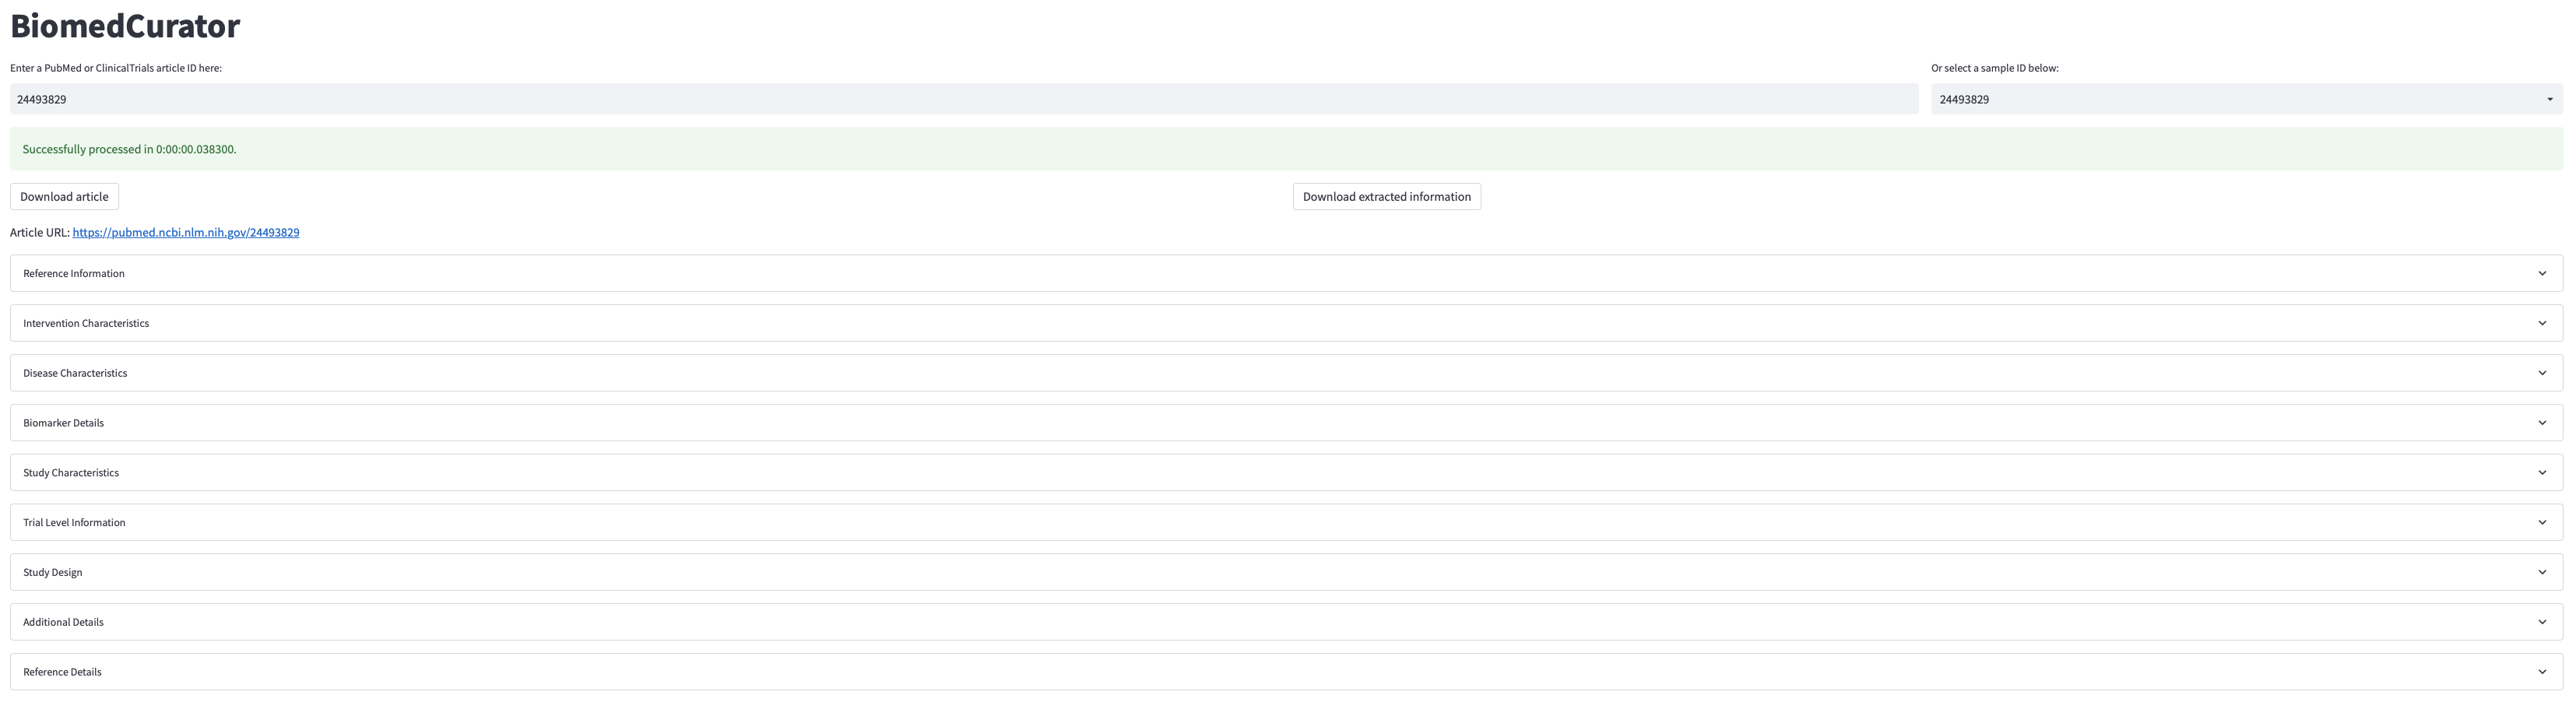 BiomedCurator
Enter a PubMed or ClinicalTrials article ID here:
Or select a sample ID below:
24493829
24493829
Successfully processed in 0:00:00.038300.
Download article
Download extracted information
Article URL: https://pubmed.ncbi.nlm.nih.gov/24493829
Reference Information
Intervention Characteristics
Disease Characteristics
Biomarker Details
Study Characteristics
Trial Level Information
Study Design
Additional Details
Reference Details